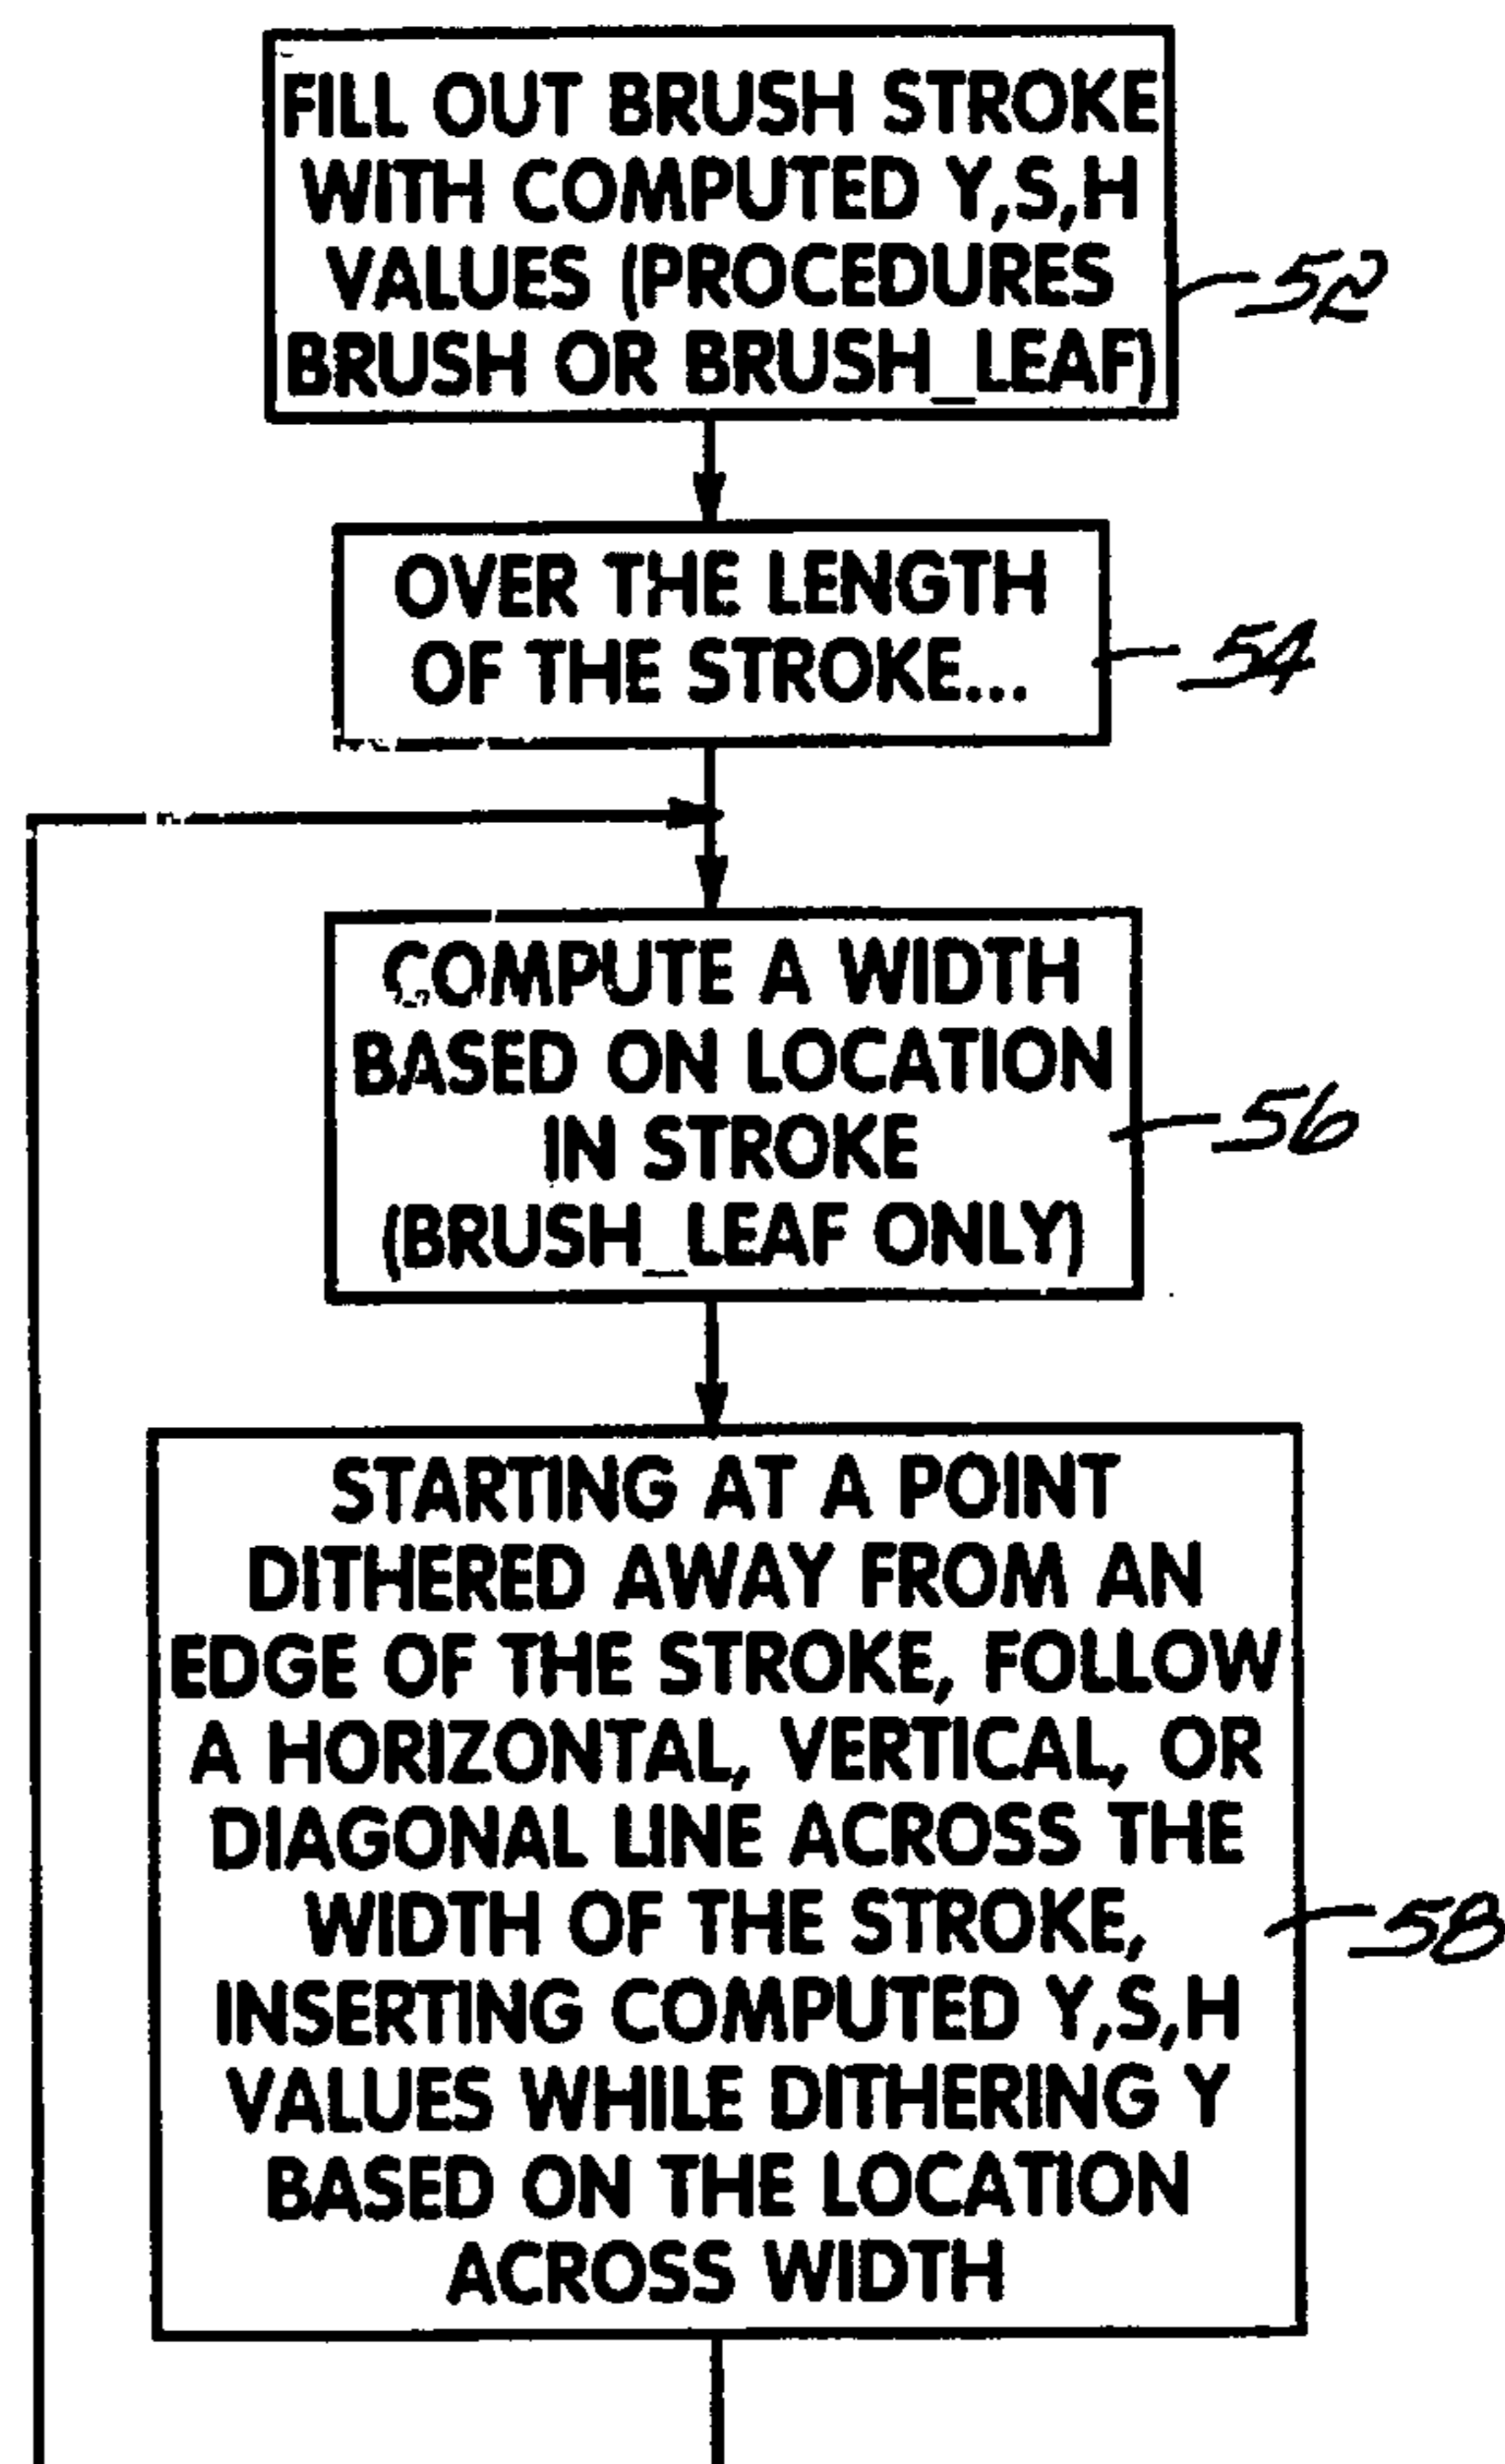 FILL OUT BRUSH STROKE
WITH COMPUTED Y,S,H
VALUES (PROCEDURES
BRUSH OR BRUSH_LEAF)
52
OVER THE LENGTH
OF THE STROKE...
54
COMPUTE A WIDTH
BASED ON LOCATION
IN STROKE
(BRUSH_LEAF ONLY)
56
STARTING AT A POINT
DITHERED AWAY FROM AN
EDGE OF THE STROKE, FOLLOW
A HORIZONTAL, VERTICAL, OR
DIAGONAL LINE ACROSS THE
WIDTH OF THE STROKE,
INSERTING COMPUTED Y,S,H
VALUES WHILE DITHERING Y
BASED ON THE LOCATION
ACROSS WIDTH
58